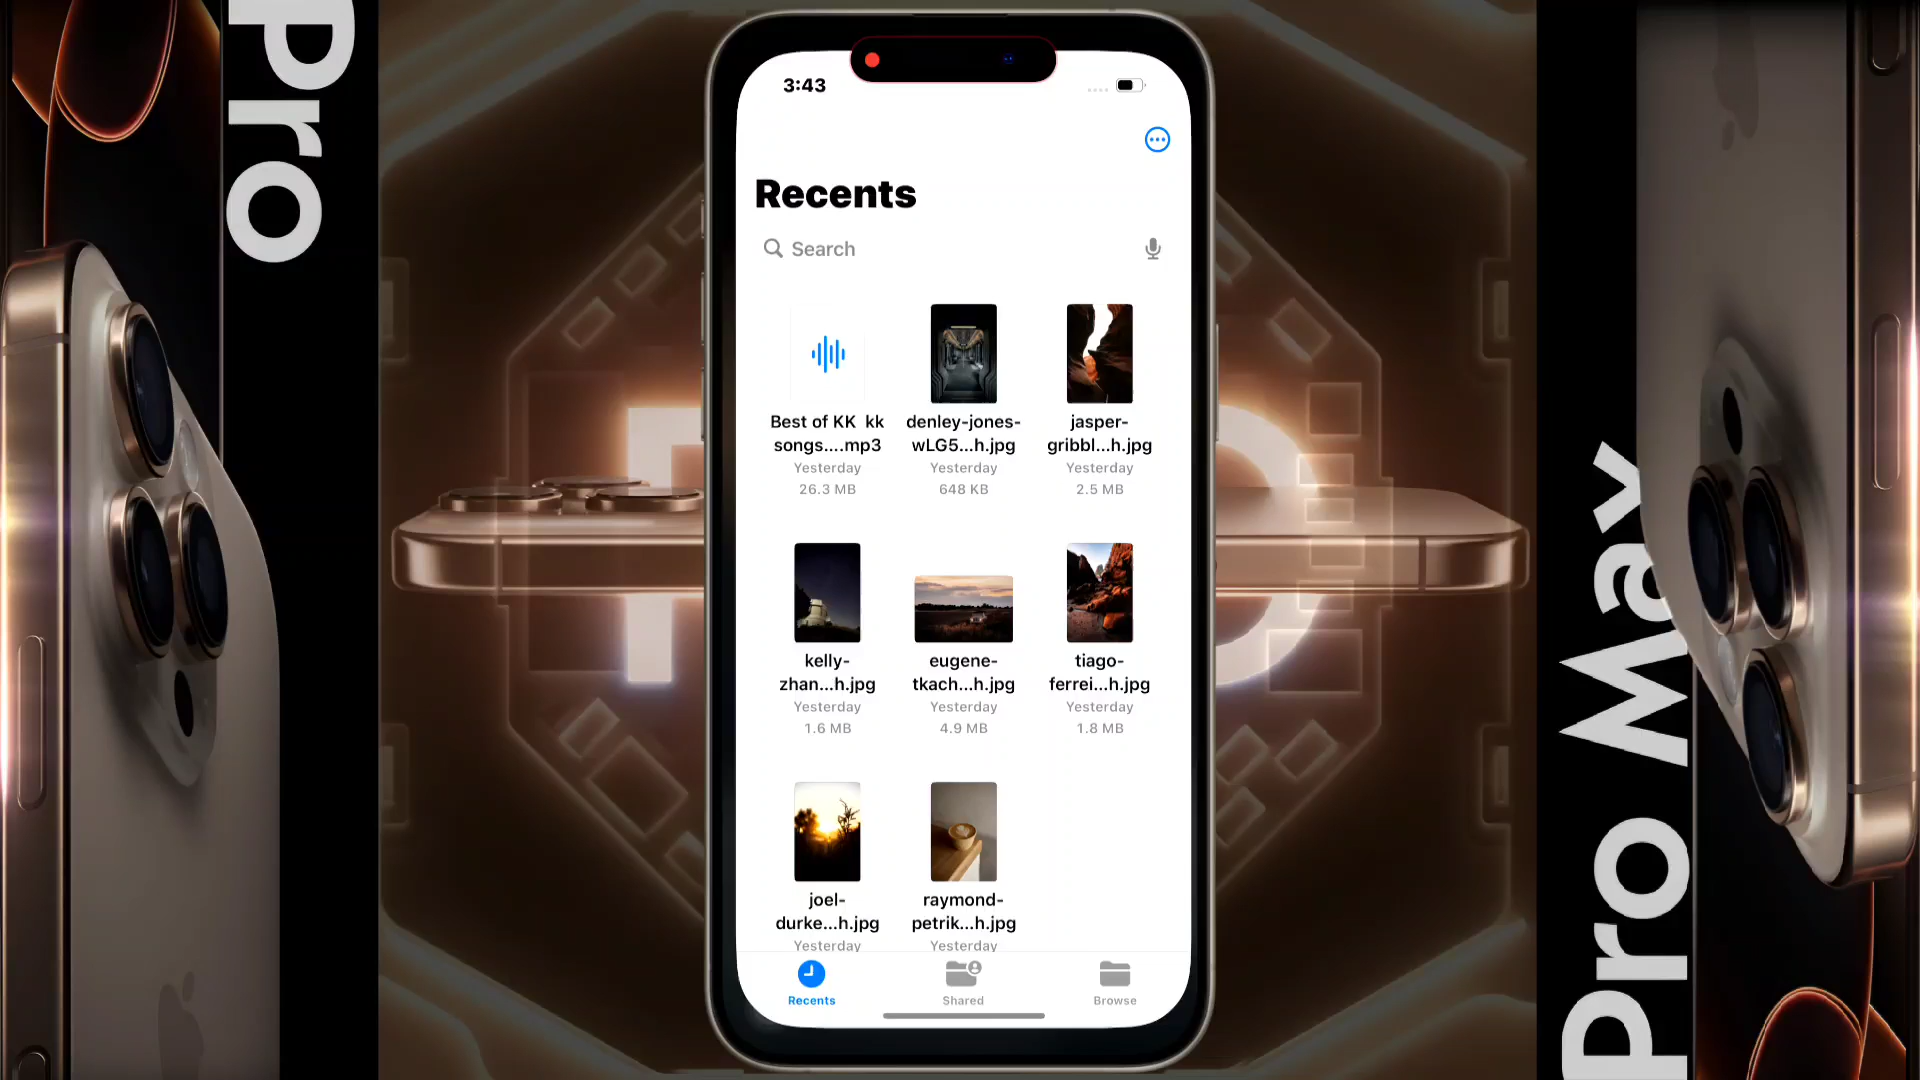 Pro
3:43
Recents
Search
Best of KK kk
songs....mp3
Yesterday
26.3 MB
denley-jones-
wLG5...h.jpg
Yesterday
648 KB
jasper-
gribbl...h.jpg
Yesterday
2.5 MB
kelly-
zhan...h.jpg
Yesterday
1.6 MB
eugene-
tkach...h.jpg
Yesterday
4.9 MB
tiago-
ferrei...h.jpg
Yesterday
1.8 MB
joel-
durke...h.jpg
Yesterday
raymond-
petrik...h.jpg
Yesterday
Recents
Shared
Browse
Pro Max